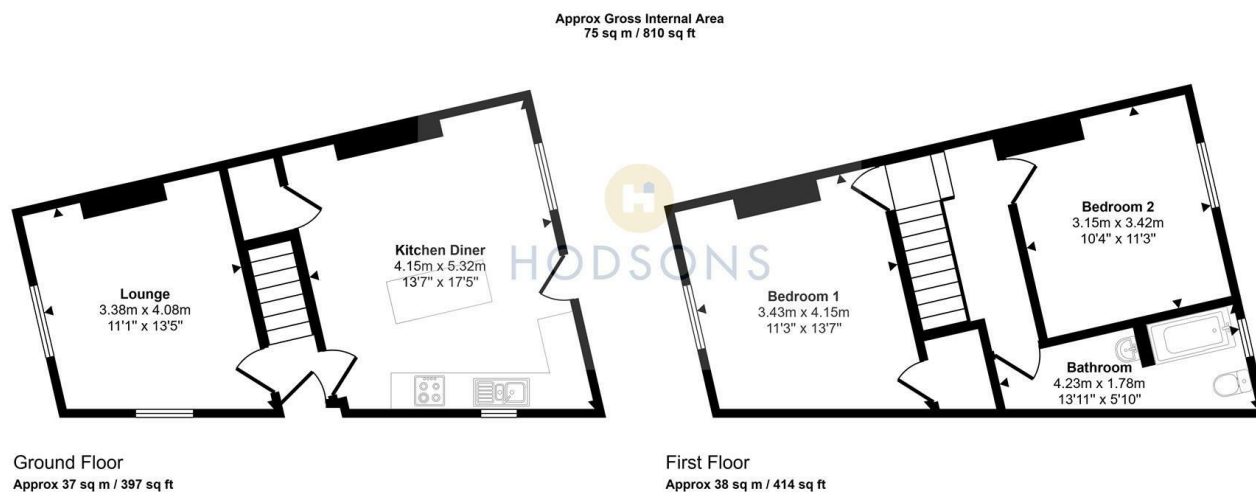 Approx Gross Internal Area
75 sq m / 810 sq ft
Lounge
3.38m x 4.08m
11'1" x 13'5"
Kitchen Diner
4.15m x 5.32m
13'7" x 17'5"
HODSONS
Bedroom 1
3.43m x 4.15m
11'3" x 13'7"
Bedroom 2
3.15m x 3.42m
10'4" x 11'3"
Bathroom
4.23m x 1.78m
13'11" x 5'10"
Ground Floor
Approx 37 sq m / 397 sq ft
First Floor
Approx 38 sq m / 414 sq ft